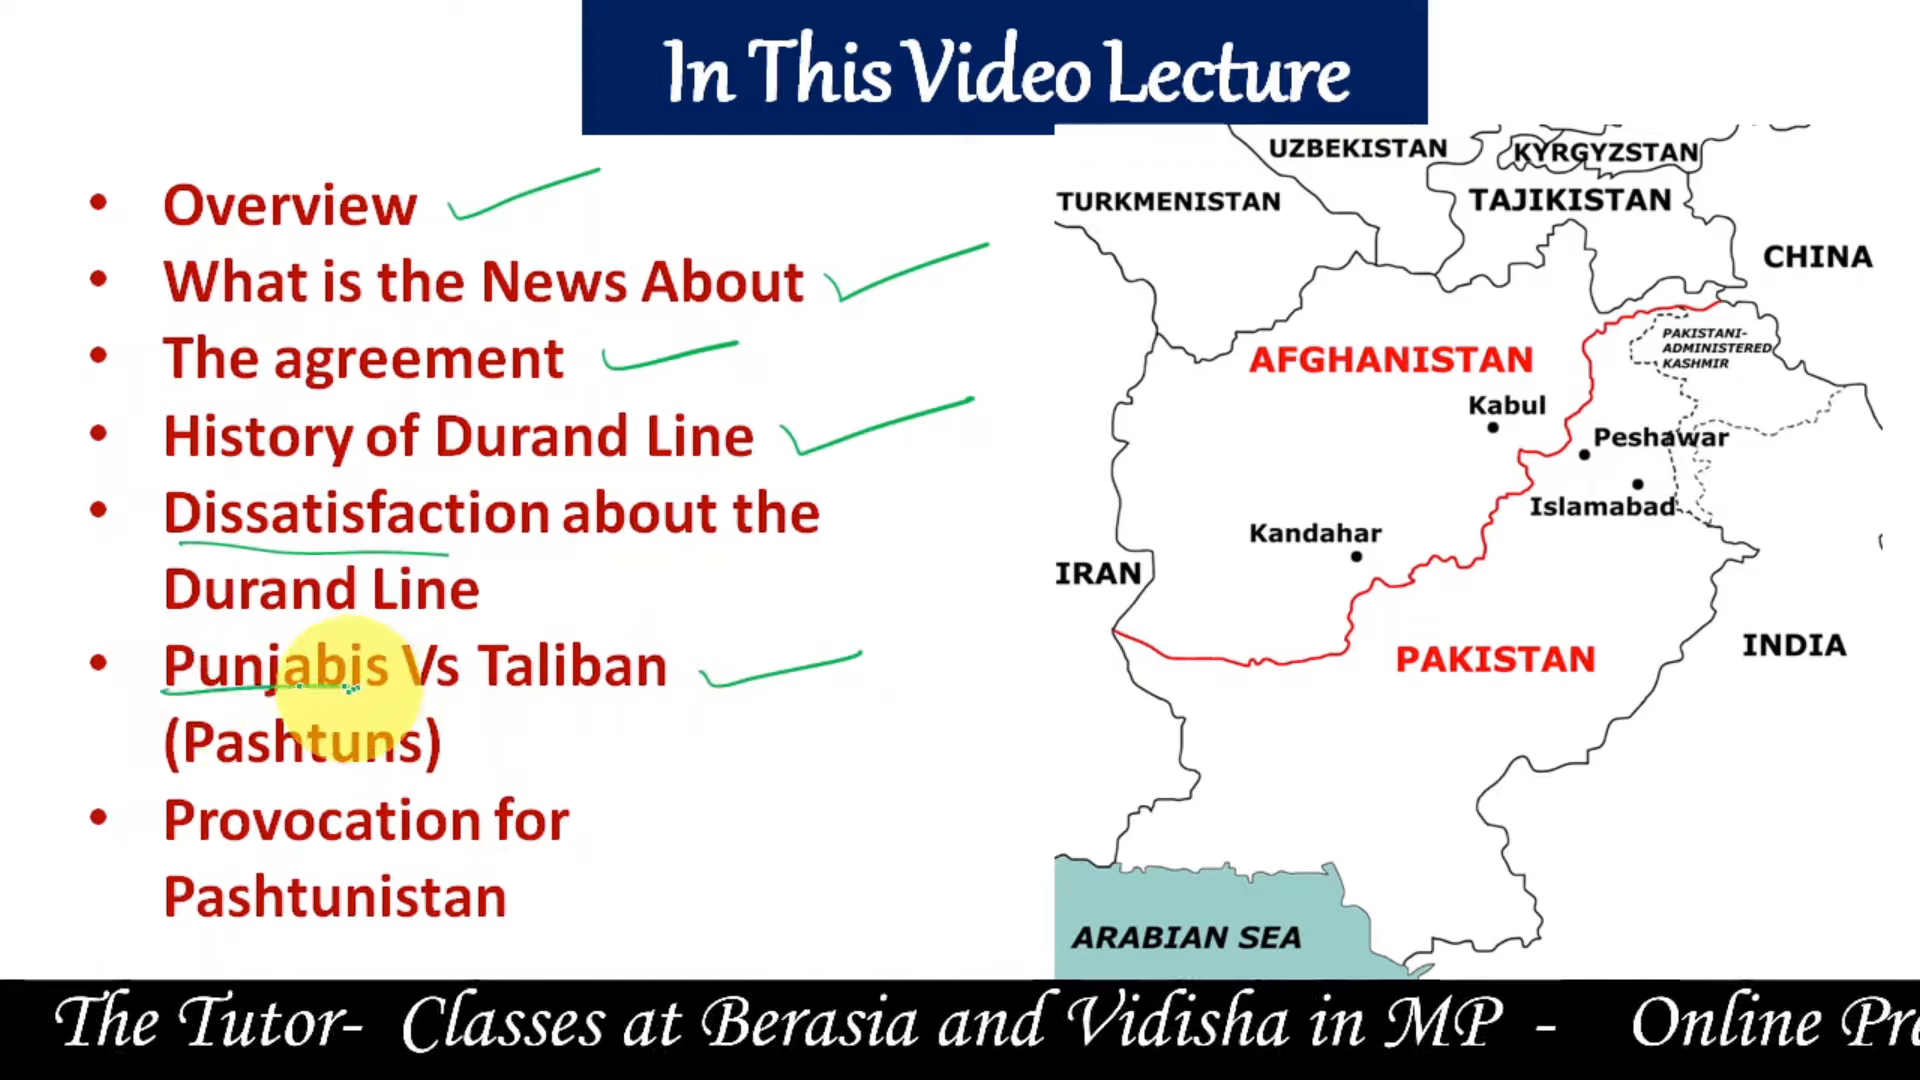 In This Video Lecture
• Overview
• What is the News About
• The agreement
• History of Durand Line
• Dissatisfaction about the
Durand Line
• Punjabis Vs Taliban
(Pashtuns)
• Provocation for
Pashtunistan
UZBEKISTAN
KYRGYZSTAN
TURKMENISTAN
TAJIKISTAN
CHINA
PAKISTANI-
ADMINISTERED
KASHMIR
AFGHANISTAN
Kabul
Peshawar
Islamabad
Kandahar
IRAN
PAKISTAN
INDIA
ARABIAN SEA
The Tutor- Classes at Berasia and Vidisha in MP - Online Pre